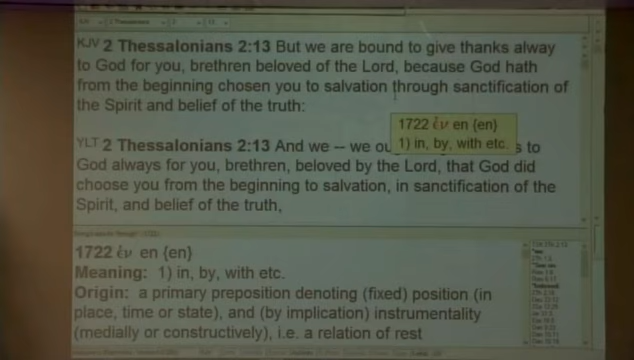 KJV 2 Thessalonians 2:13 But we are bound to give thanks alway
to God for you, brethren beloved of the Lord, because God hath
from the beginning chosen you to salvation through sanctification of
the Spirit and belief of the truth:
1722 ἐν en {en}
1) in, by, with etc.
YLT 2 Thessalonians 2:13 And we -- we to
God always for you, brethren, beloved by the Lord, that God did
choose you from the beginning to salvation, in sanctification of the
Spirit, and belief of the truth,
1722 ἐν en {en}
Meaning: 1) in, by, with etc.
Origin: a primary preposition denoting (fixed) position (in
place, time or state), and (by implication) instrumentality
(medially or constructively), i.e. a relation of rest